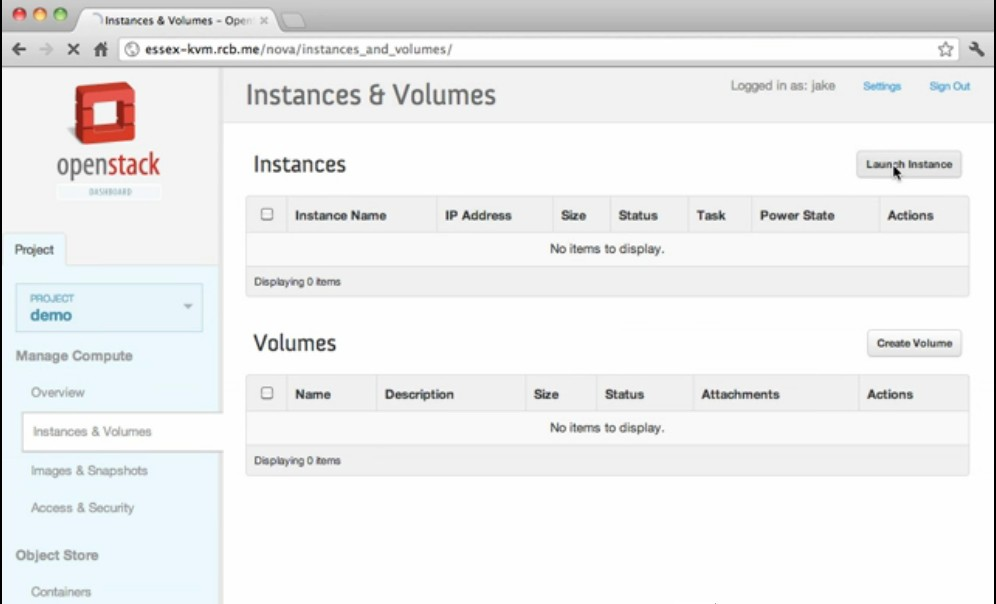 Instances & Volumes - Open
essex-kvm.rcb.me/nova/instances_and_volumes/
openstack
DASHBOARD
Project
PROJECT
demo
Manage Compute
Overview
Instances & Volumes
Images & Snapshots
Access & Security
Object Store
Containers
Instances & Volumes
Logged in as: jake Settings Sign Out
Instances
Launch Instance
Instance Name IP Address Size Status Task Power State Actions
No items to display.
Displaying 0 items
Volumes
Create Volume
Name Description Size Status Attachments Actions
No items to display.
Displaying 0 items